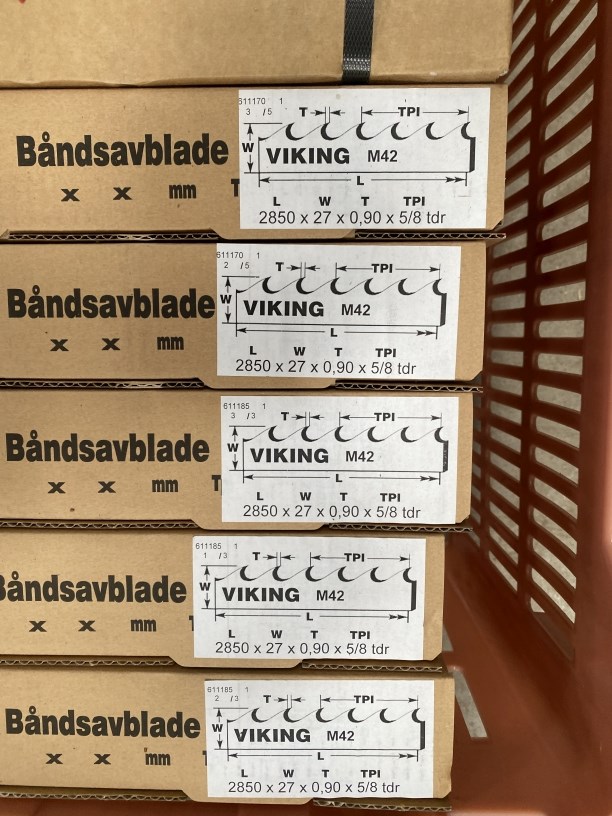 611170 1
3 /5
T TPI
Båndsavblade
W
VIKING M42
x x mm T
L
L W T TPI
2850 x 27 x 0,90 x 5/8 tdr
611170 1
2 /5
T TPI
Båndsavblade
W
VIKING M42
x x mm
L
L W T TPI
2850 x 27 x 0,90 x 5/8 tdr
611185 1
3 /3
T TPI
Båndsavblade
W
VIKING M42
x x mm T
L
L W T TPI
2850 x 27 x 0,90 x 5/8 tdr
611185 1
1 /3
T TPI
Båndsavblade
W
VIKING M42
x x mm
L
L W T TPI
2850 x 27 x 0,90 x 5/8 tdr
611185 1
2 /3
T TPI
Båndsavblade
W
VIKING M42
x x mm T
L
L W T TPI
2850 x 27 x 0,90 x 5/8 tdr